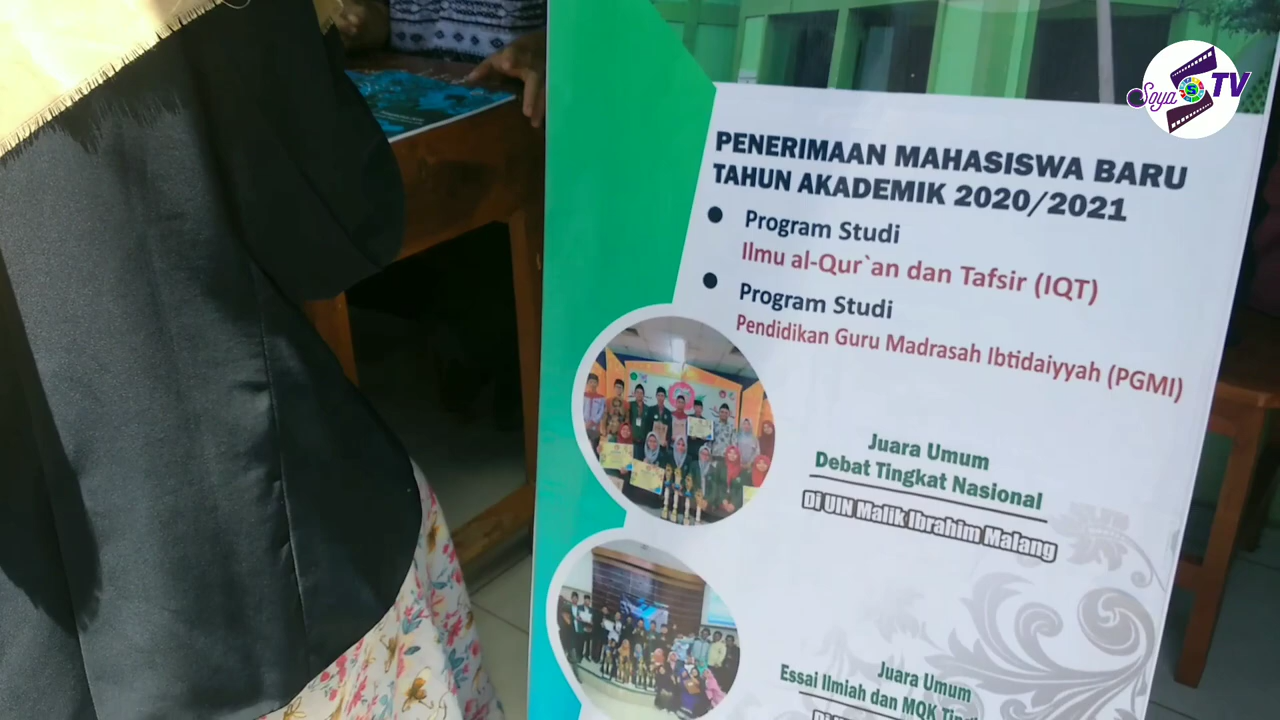 Soya S TV
PENERIMAAN MAHASISWA BARU
TAHUN AKADEMIK 2020/2021
Program Studi
Ilmu al-Qur`an dan Tafsir (IQT)
Program Studi
Pendidikan Guru Madrasah Ibtidaiyyah (PGMI)
Juara Umum
Debat Tingkat Nasional
Di UIN Malik Ibrahim Malang
Juara Umum
Essai Ilmiah dan MQK